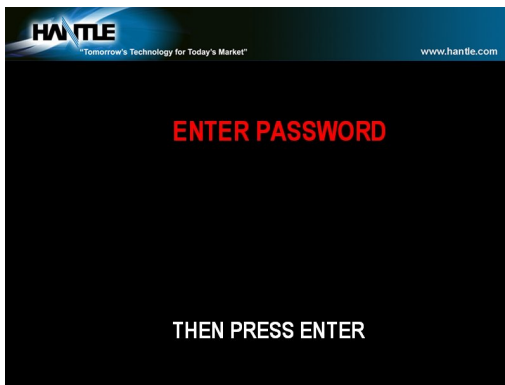 HANTLE
"Tomorrow's Technology for Today's Market"
www.hantle.com
ENTER PASSWORD
THEN PRESS ENTER